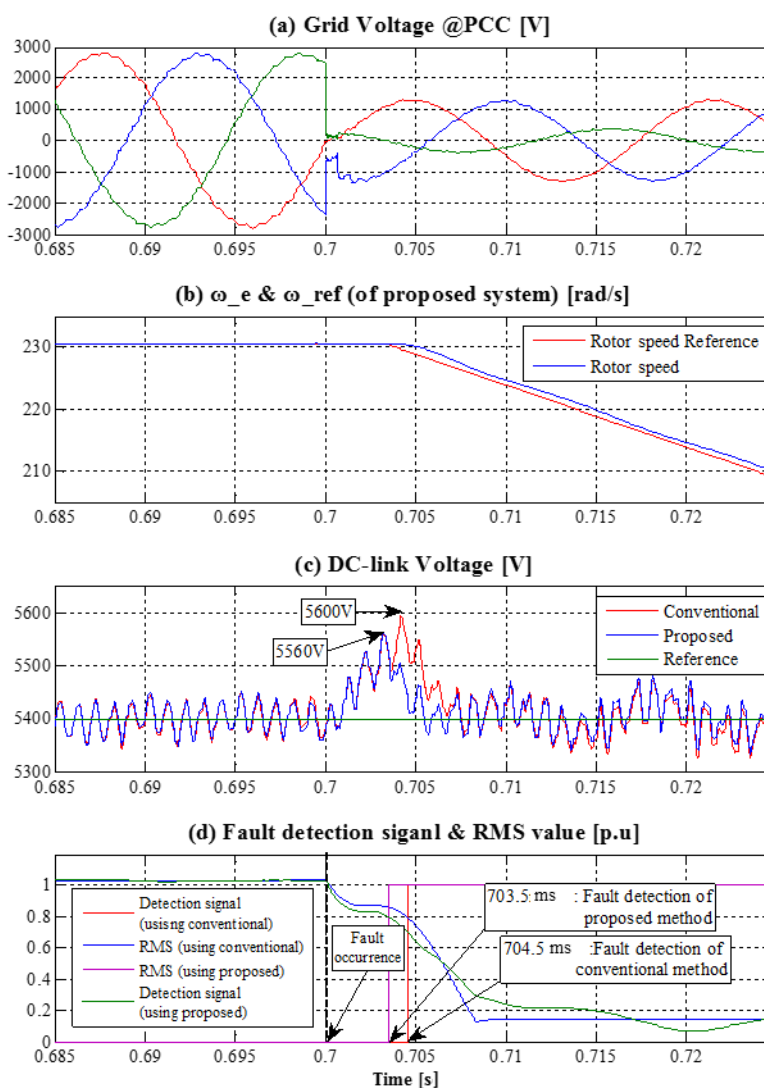 (a) Grid Voltage @PCC [V]
3000
2000
1000
0
-1000
-2000
-3000
0.685 0.69 0.695 0.7 0.705 0.71 0.715 0.72
(b) ω_e & ω_ref (of proposed system) [rad/s]
230
220
210
Rotor speed Reference
Rotor speed
0.685 0.69 0.695 0.7 0.705 0.71 0.715 0.72
(c) DC-link Voltage [V]
5600
5500
5400
5300
5600V
5560V
Conventional
Proposed
Reference
0.685 0.69 0.695 0.7 0.705 0.71 0.715 0.72
(d) Fault detection siganl & RMS value [p.u]
1
0.8
0.6
0.4
0.2
0
Detection signal
(usisng conventional)
RMS (using conventional)
RMS (using proposed)
Detection signal
(using proposed)
Fault
occurrence
703.5: ms : Fault detection of
proposed method
704.5 ms :Fault detection of
conventional method
0.685 0.69 0.695 0.7 0.705 0.71 0.715 0.72
Time [s]